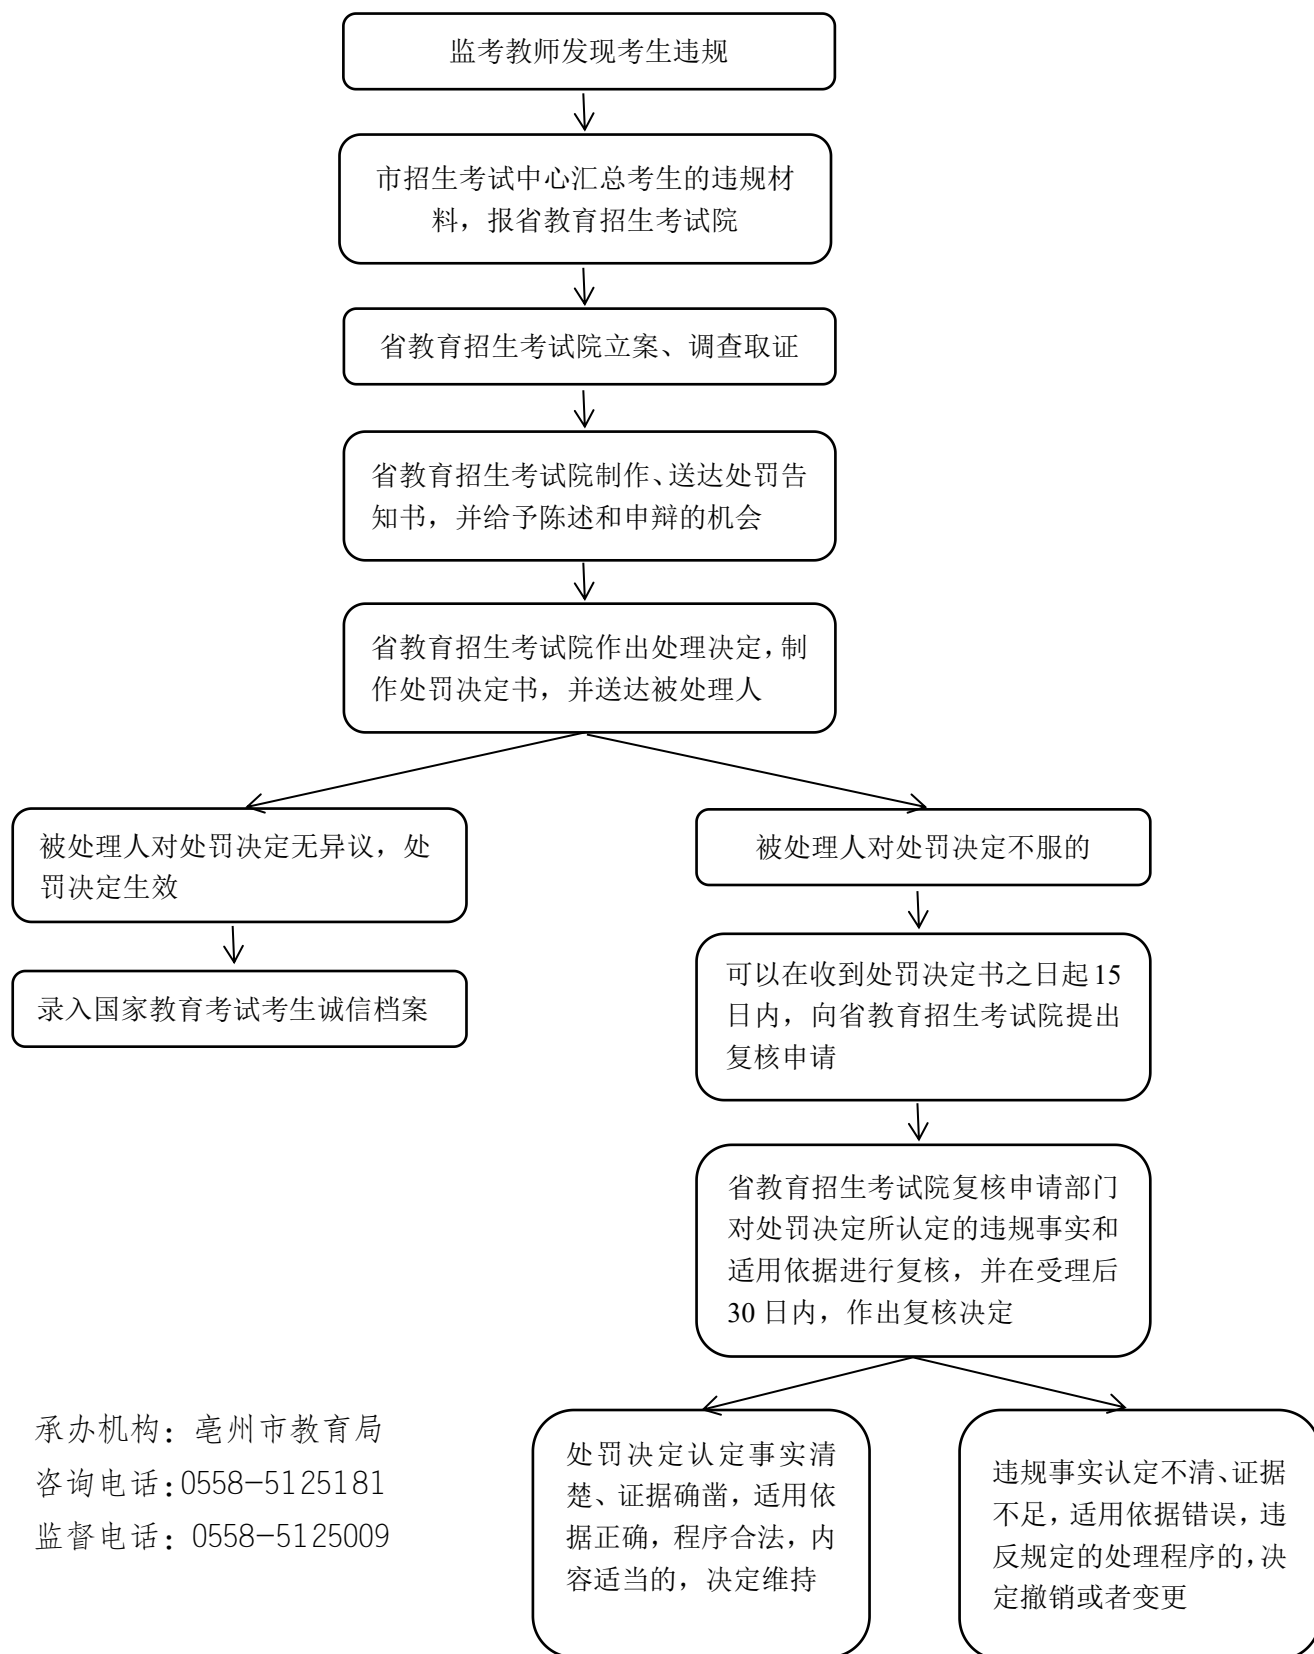 监考教师发现考生违规
市招生考试中心汇总考生的违规材
料，报省教育招生考试院
省教育招生考试院立案、调查取证
省教育招生考试院制作、送达处罚告
知书，并给予陈述和申辩的机会
省教育招生考试院作出处理决定，制
作处罚决定书，并送达被处理人
被处理人对处罚决定无异议，处
罚决定生效
录入国家教育考试考生诚信档案
被处理人对处罚决定不服的
可以在收到处罚决定书之日起 15
日内，向省教育招生考试院提出
复核申请
省教育招生考试院复核申请部门
对处罚决定所认定的违规事实和
适用依据进行复核，并在受理后
30 日内，作出复核决定
处罚决定认定事实清
楚、证据确凿，适用依
据正确，程序合法，内
容适当的，决定维持
违规事实认定不清、证据
不足，适用依据错误，违
反规定的处理程序的，决
定撤销或者变更
承办机构：亳州市教育局
咨询电话：0558-5125181
监督电话：0558-5125009